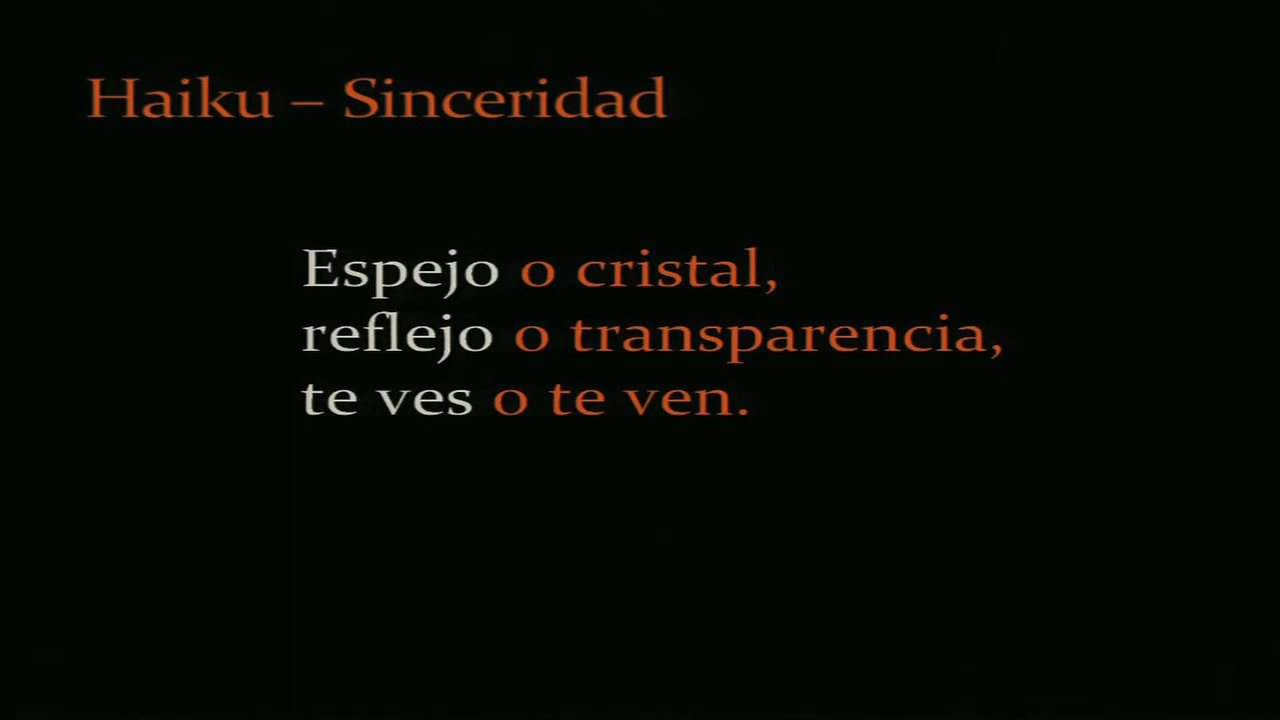 Haiku – Sinceridad
Espejo o cristal,
reflejo o transparencia,
te ves o te ven.